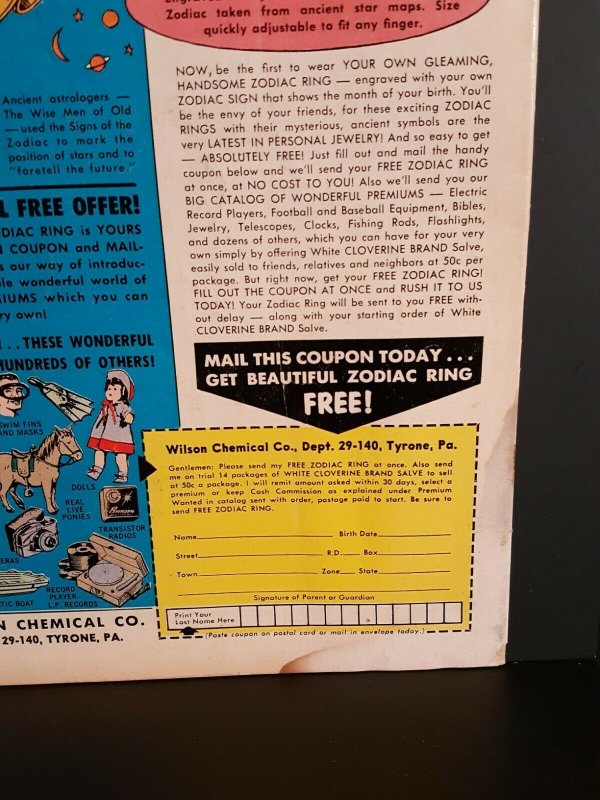 Zodiac taken from ancient star maps. Size
quickly adjustable to fit any finger.
Ancient astrologers —
The Wise Men of Old
— used the Signs of the
Zodiac to mark the
position of stars and to
"foretell the future."
FREE OFFER!
RING is YOURS
COUPON and MAIL-
our way of introduc-
wonderful world of
which you can
own!
...THESE WONDERFUL
HUNDREDS OF OTHERS!
SWIM FINS
AND MASKS
DOLLS
REAL
LIVE
PONIES
TRANSISTOR
RADIOS
RECORD
PLAYER-
L.P. RECORDS
BOAT
CHEMICAL CO.
29-140, TYRONE, PA.
NOW, be the first to wear YOUR OWN GLEAMING,
HANDSOME ZODIAC RING — engraved with your own
ZODIAC SIGN that shows the month of your birth. You'll
be the envy of your friends, for these exciting ZODIAC
RINGS with their mysterious, ancient symbols are the
very LATEST IN PERSONAL JEWELRY! And so easy to get
— ABSOLUTELY FREE! Just fill out and mail the handy
coupon below and we'll send your FREE ZODIAC RING
at once, at NO COST TO YOU! Also we'll send you our
BIG CATALOG OF WONDERFUL PREMIUMS — Electric
Record Players, Football and Baseball Equipment, Bibles,
Jewelry, Telescopes, Clocks, Fishing Rods, Flashlights,
and dozens of others, which you can have for your very
own simply by offering White CLOVERINE BRAND Salve,
easily sold to friends, relatives and neighbors at 50c per
package. But right now, get your FREE ZODIAC RING!
FILL OUT THE COUPON AT ONCE and RUSH IT TO US
TODAY! Your Zodiac Ring will be sent to you FREE with-
out delay — along with your starting order of White
CLOVERINE BRAND Salve.
MAIL THIS COUPON TODAY...
GET BEAUTIFUL ZODIAC RING
FREE!
Wilson Chemical Co., Dept. 29-140, Tyrone, Pa.
Gentlemen: Please send my FREE ZODIAC RING at once. Also send
me on trial 14 packages of WHITE CLOVERINE BRAND SALVE to sell
at 50c a package. I will remit amount asked within 30 days, select a
premium or keep Cash Commission as explained under Premium
Wanted in catalog sent with order, postage paid to start. Be sure to
send FREE ZODIAC RING.
Name Birth Date
Street R.D. Box
Town Zone State
Signature of Parent or Guardian
Print Your
Last Name Here
(Paste coupon on postal card or mail in envelope today.)